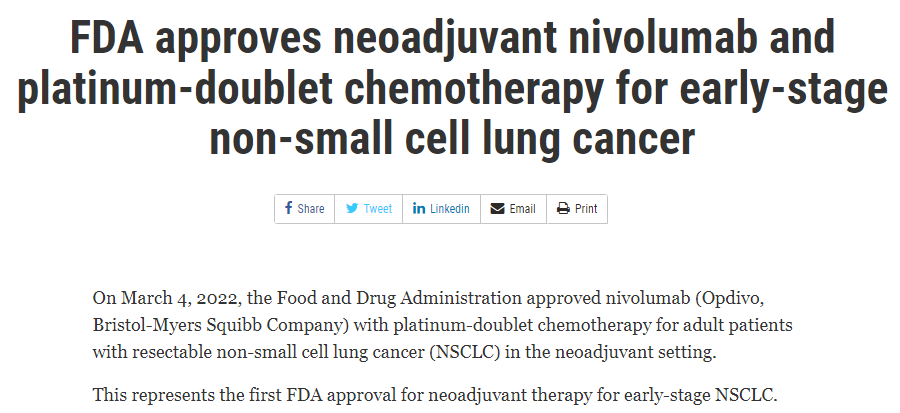 FDA approves neoadjuvant nivolumab and
platinum-doublet chemotherapy for early-stage
non-small cell lung cancer
Share Tweet Linkedin Email Print
On March 4, 2022, the Food and Drug Administration approved nivolumab (Opdivo,
Bristol-Myers Squibb Company) with platinum-doublet chemotherapy for adult patients
with resectable non-small cell lung cancer (NSCLC) in the neoadjuvant setting.
This represents the first FDA approval for neoadjuvant therapy for early-stage NSCLC.